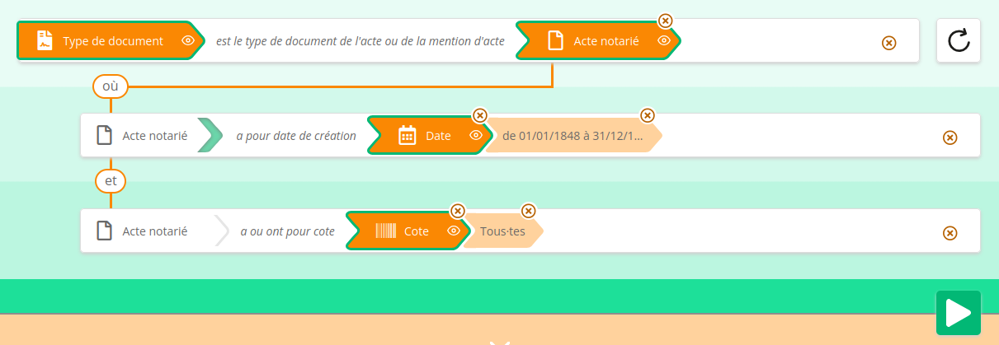 Type de document est le type de document de l'acte ou de la mention d'acte Acte notarié
où
Acte notarié a pour date de création Date de 01/01/1848 à 31/12/1...
et
Acte notarié a ou ont pour cote Cote Tous·tes